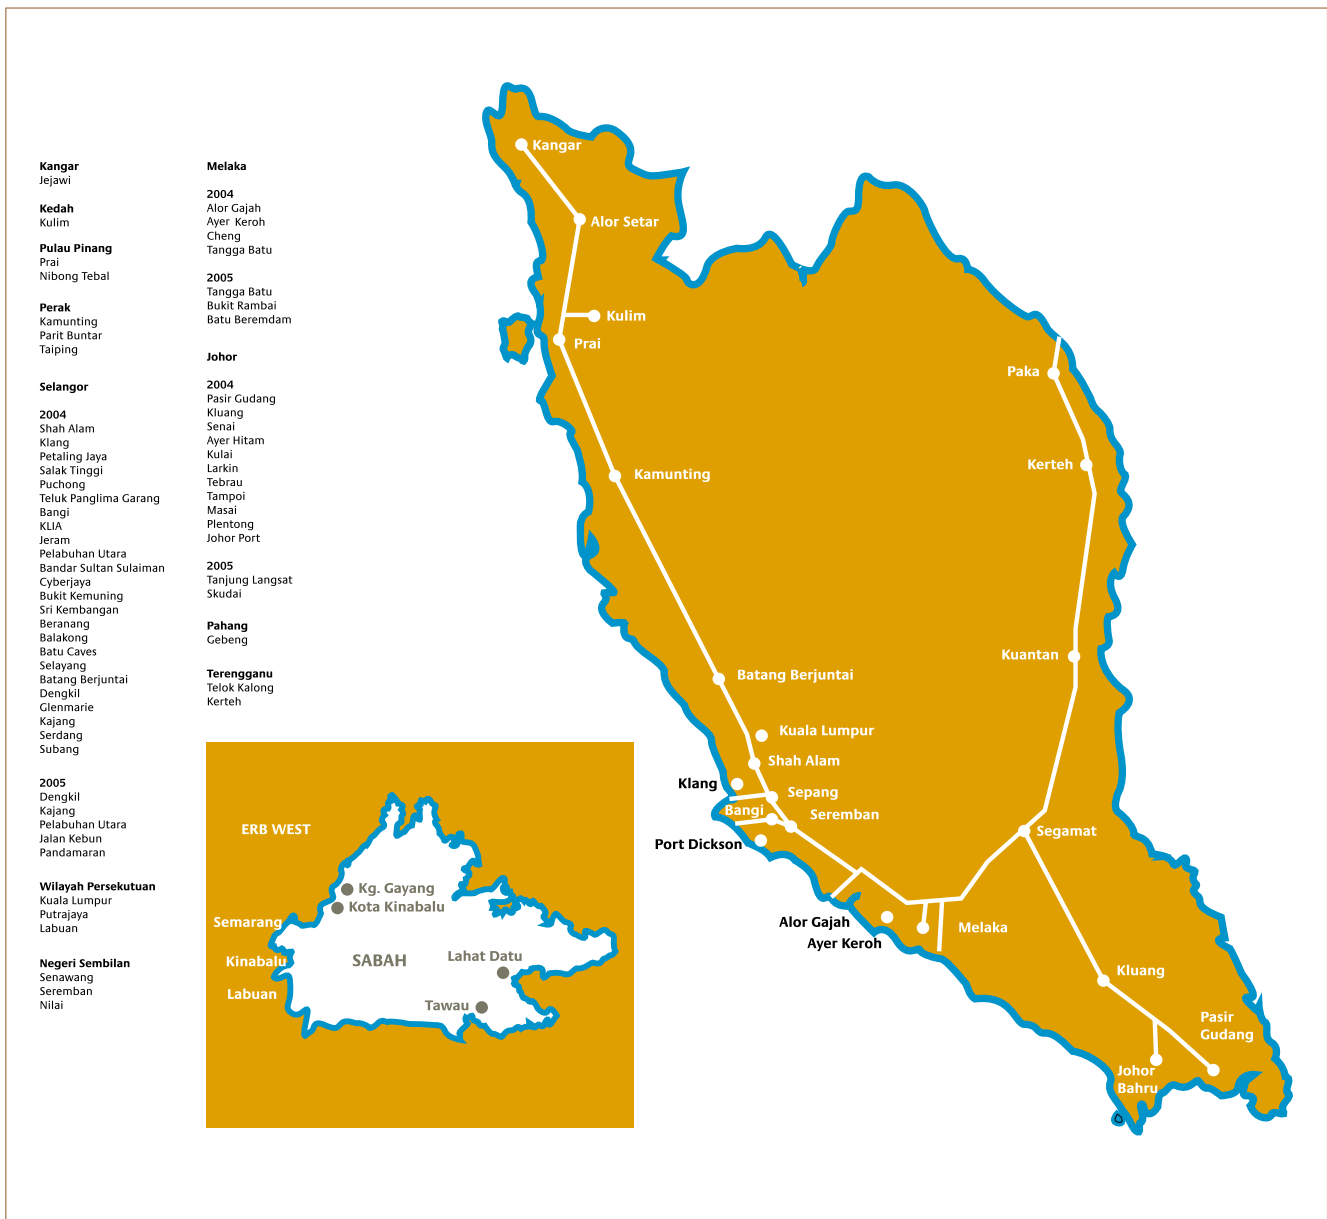 Kangar
Jejawi
Kedah
Kulim
Pulau Pinang
Prai
Nibong Tebal
Perak
Kamunting
Parit Buntar
Taiping
Selangor
2004
Shah Alam
Klang
Petaling Jaya
Salak Tinggi
Puchong
Teluk Panglima Garang
Bangi
KLIA
Jeram
Pelabuhan Utara
Bandar Sultan Sulaiman
Cyberjaya
Bukit Kemuning
Sri Kembangan
Beranang
Balakong
Batu Caves
Selayang
Batang Berjuntai
Dengkil
Glenmarie
Kajang
Serdang
Subang
2005
Dengkil
Kajang
Pelabuhan Utara
Jalan Kebun
Pandamaran
Wilayah Persekutuan
Kuala Lumpur
Putrajaya
Labuan
Negeri Sembilan
Senawang
Seremban
Nilai
Melaka
2004
Alor Gajah
Ayer Keroh
Cheng
Tangga Batu
2005
Tangga Batu
Bukit Rambai
Batu Beremdam
Johor
2004
Pasir Gudang
Kluang
Senai
Ayer Hitam
Kulai
Larkin
Tebrau
Tampoi
Masai
Plentong
Johor Port
2005
Tanjung Langsat
Skudai
Pahang
Gebeng
Terengganu
Telok Kalong
Kerteh
ERB WEST
Kg. Gayang
Kota Kinabalu
Semarang
SABAH
Lahat Datu
Kinabalu
Labuan
Tawau
Kangar
Alor Setar
Kulim
Prai
Paka
Kerteh
Kamunting
Kuantan
Batang Berjuntai
Kuala Lumpur
Shah Alam
Klang
Sepang
Bangi
Seremban
Port Dickson
Segamat
Alor Gajah
Ayer Keroh
Melaka
Kluang
Pasir
Gudang
Johor
Bahru